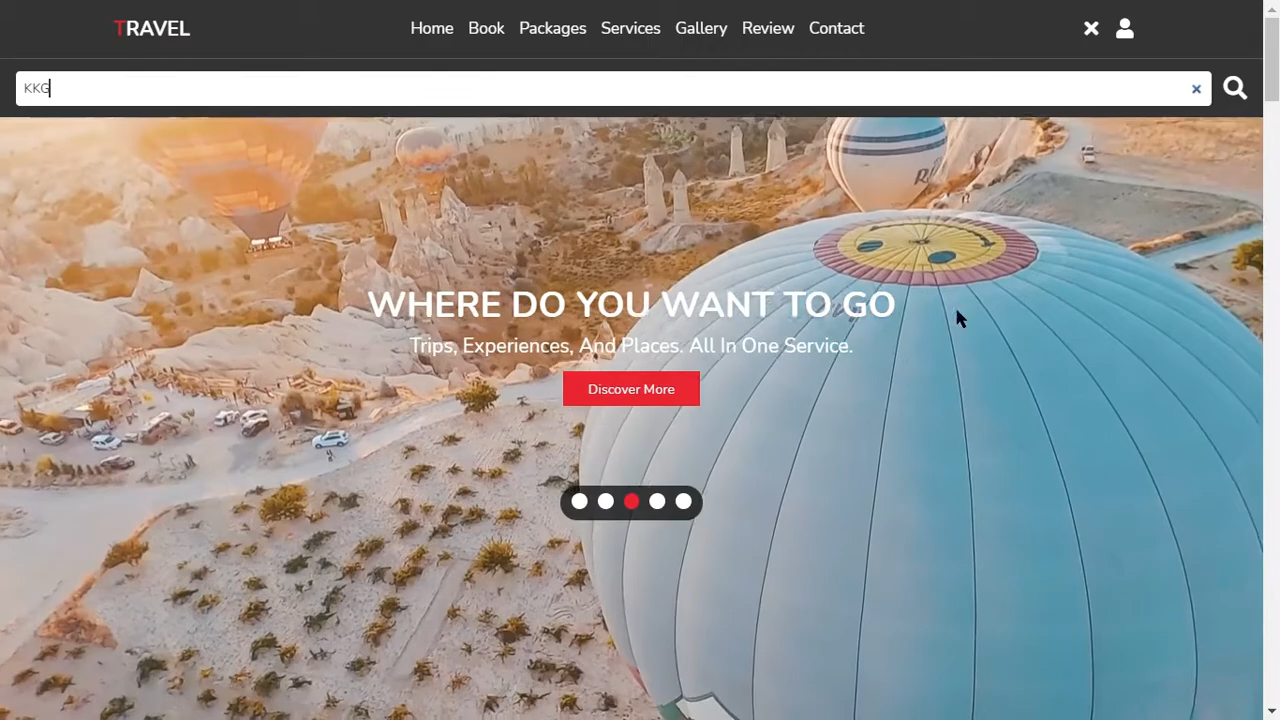 TRAVEL
Home Book Packages Services Gallery Review Contact
KKG
WHERE DO YOU WANT TO GO
Trips, Experiences, And Places. All In One Service.
Discover More